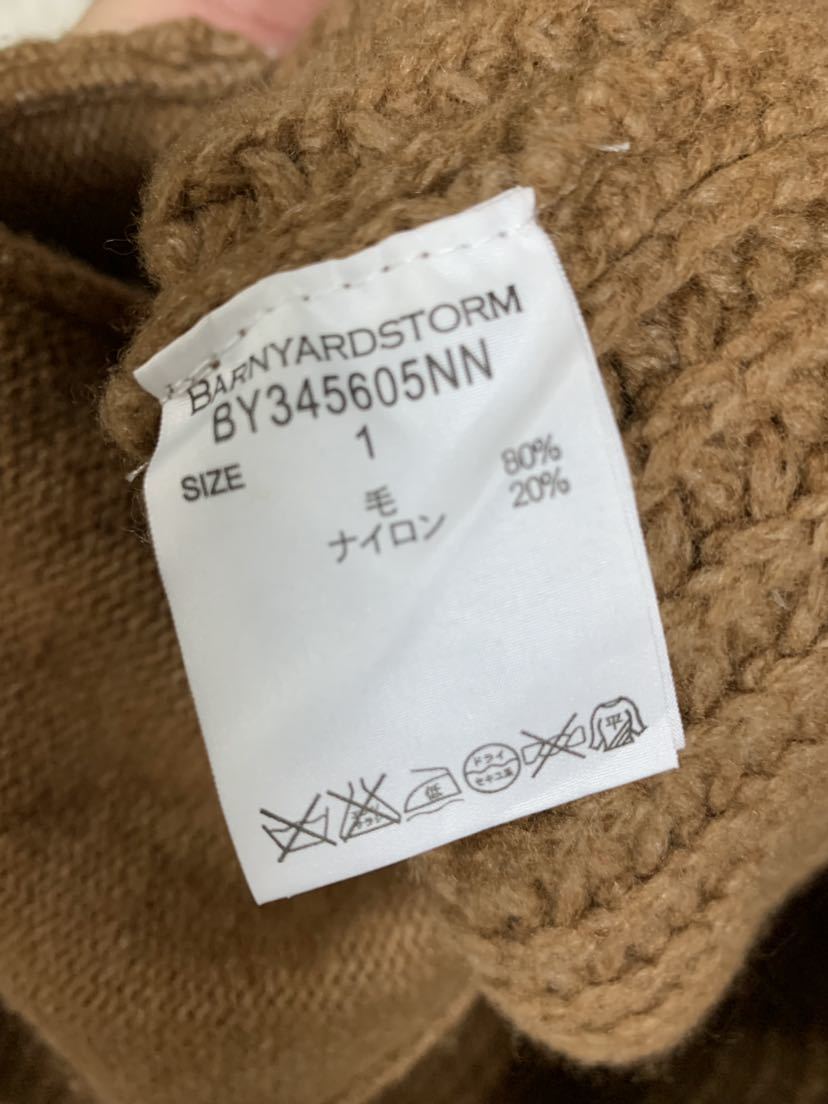 BARNYARDSTORM
BY345605NN
SIZE 1
毛 80%
ナイロン 20%
低
ドライ
セキユ系
平